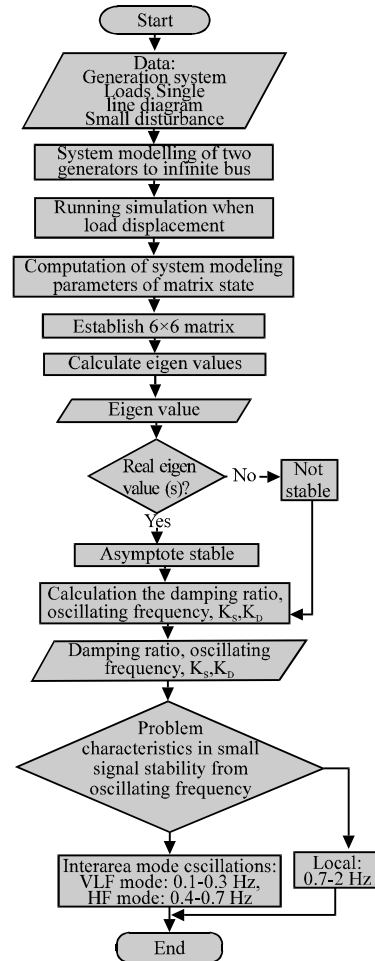 Start
Data:
Generation system
Loads Single
line diagram
Small disturbance
System modelling of two
generators to infinite bus
Running simulation when
load displacement
Computation of system modeling
parameters of matrix state
Establish 6×6 matrix
Calculate eigen values
Eigen value
Real eigen
value (s)?
No
Not
stable
Yes
Asymptote stable
Calculation the damping ratio,
oscillating frequency, KS,KD
Damping ratio, oscillating
frequency, KS,KD
Problem
characteristics in small
signal stability from
oscillating frequency
Interarea mode cscillations:
VLF mode: 0.1-0.3 Hz,
HF mode: 0.4-0.7 Hz
Local:
0.7-2 Hz
End